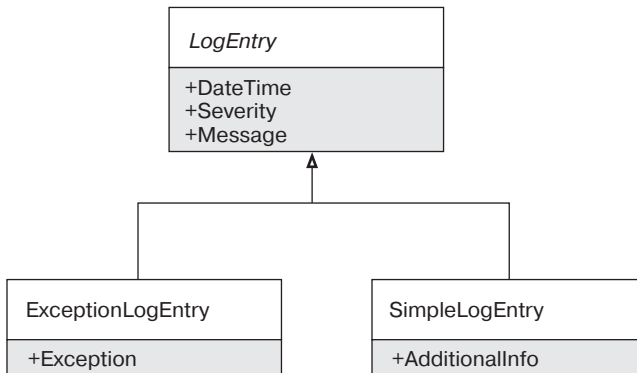 LogEntry
+DateTime
+Severity
+Message
ExceptionLogEntry
SimpleLogEntry
+Exception
+AdditionalInfo